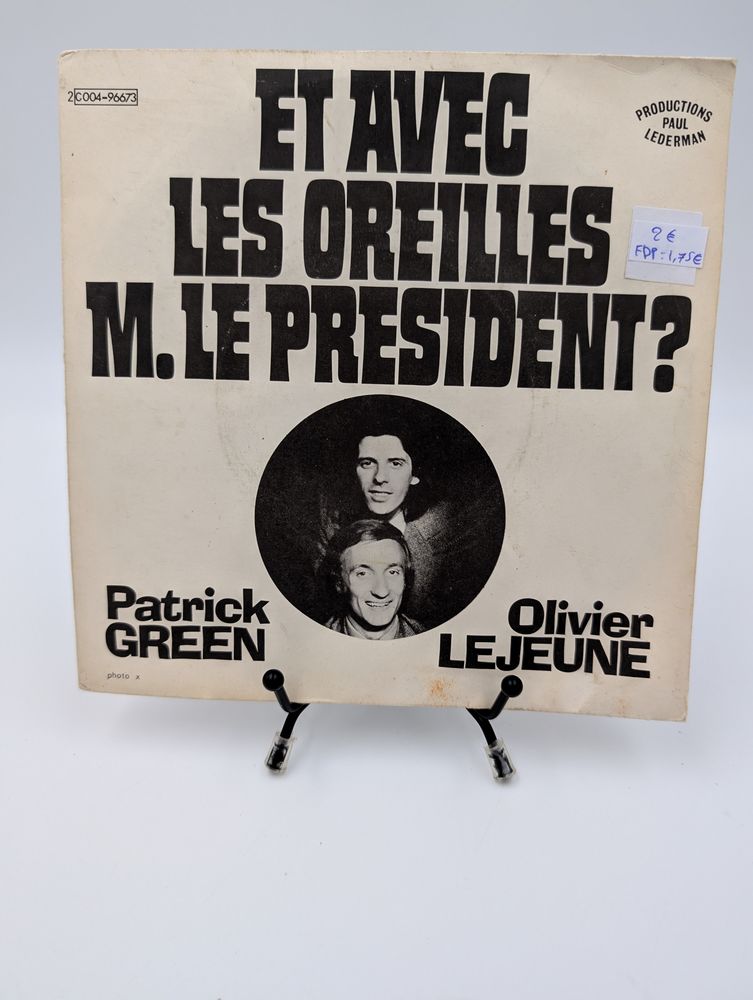 2C004-96673
PRODUCTIONS
PAUL
LEDERMAN
ET AVEC
LES OREILLES
M. LE PRESIDENT?
2 €
FDP : 1,75€
Patrick
GREEN
Olivier
LEJEUNE
photo x